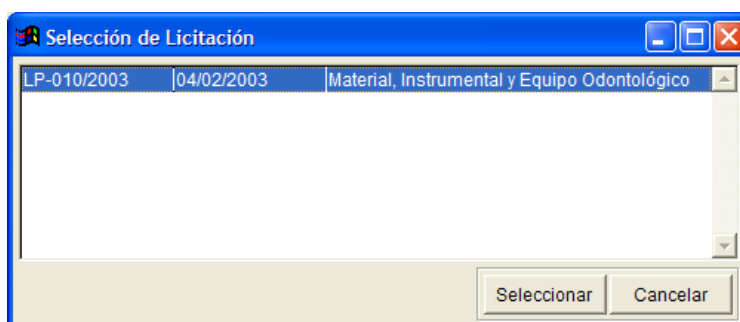 Selección de Licitación
LP-010/2003 04/02/2003 Material, Instrumental y Equipo Odontológico
Seleccionar Cancelar